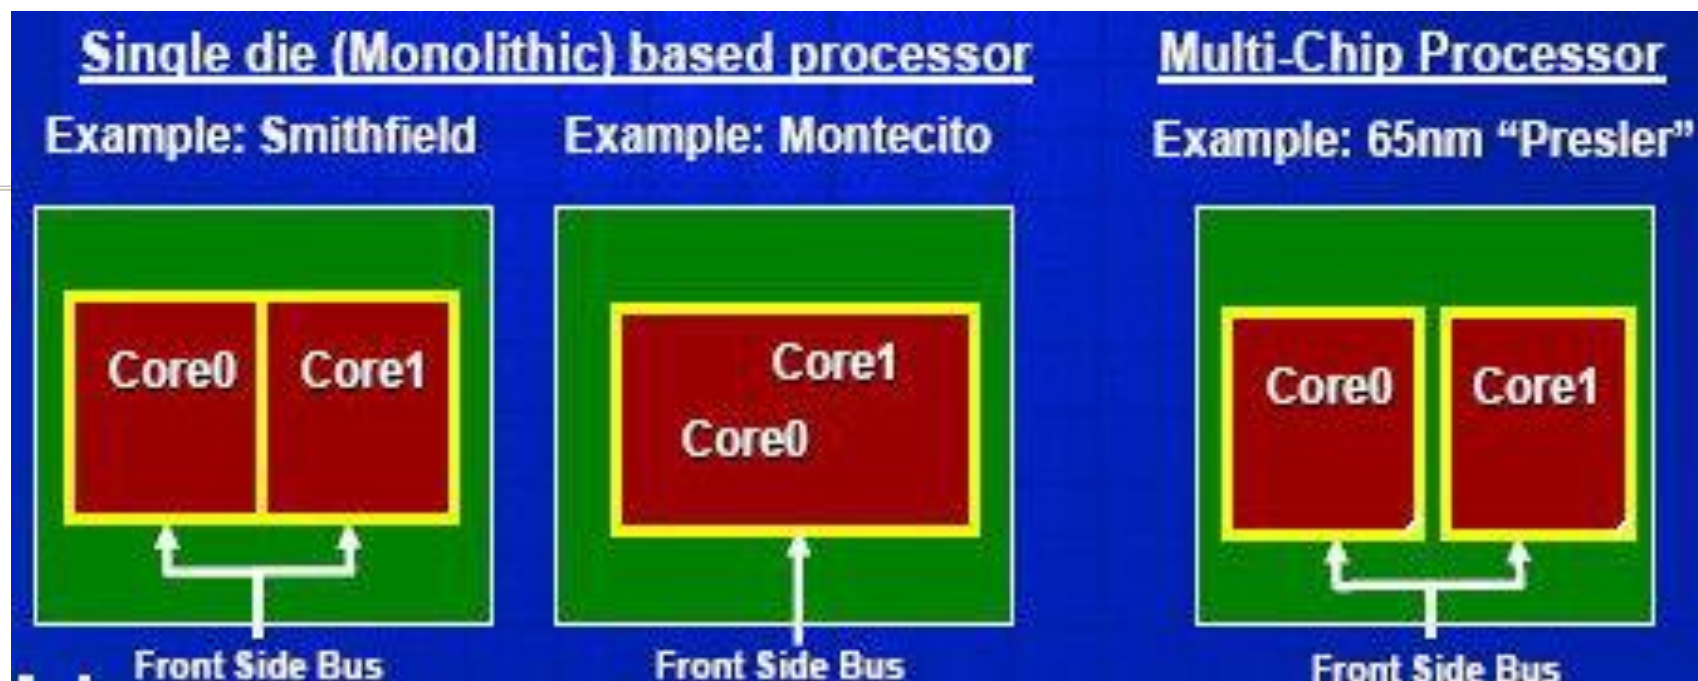 Single die (Monolithic) based processor
Multi-Chip Processor
Example: Smithfield
Example: Montecito
Example: 65nm “Presler”
Core0
Core1
Core1
Core0
Core0
Core1
Front Side Bus
Front Side Bus
Front Side Bus